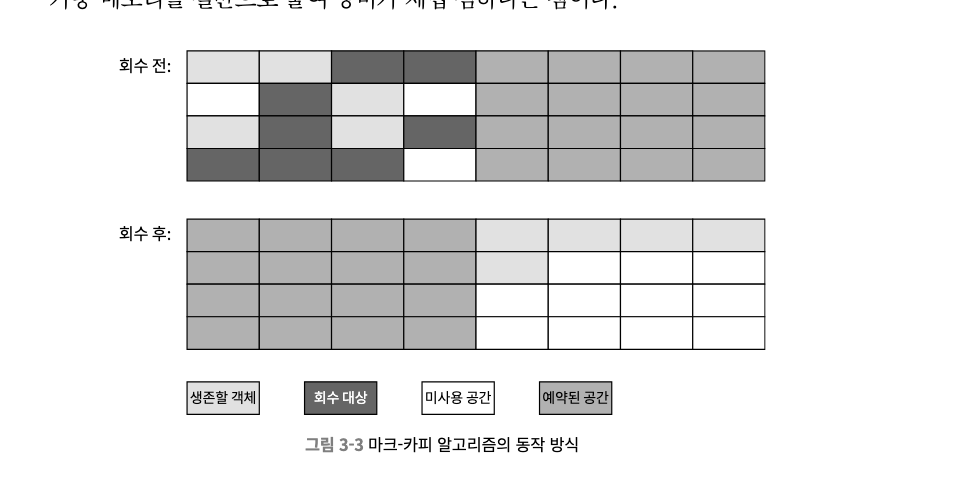 회수 전:
회수 후:
생존할 객체 회수 대상 미사용 공간 예약된 공간
그림 3-3 마크-카피 알고리즘의 동작 방식